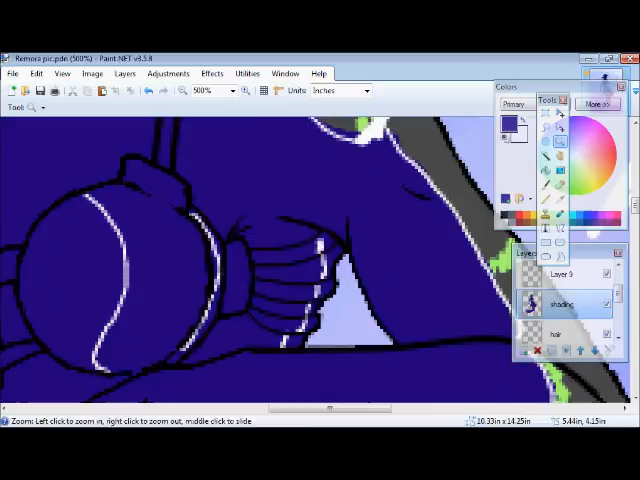 Remora pic.pdn (500%) - Paint.NET v3.5.8
File Edit View Image Layers Adjustments Effects Utilities Window Help
500% Units: Inches
Tool:
Colors
Primary
More >>
Tools
Layers
Layer 9
shading
hair
Zoom: Left click to zoom in, right click to zoom out, middle click to slide 10.33in x 14.25in 5.44in, 4.15in